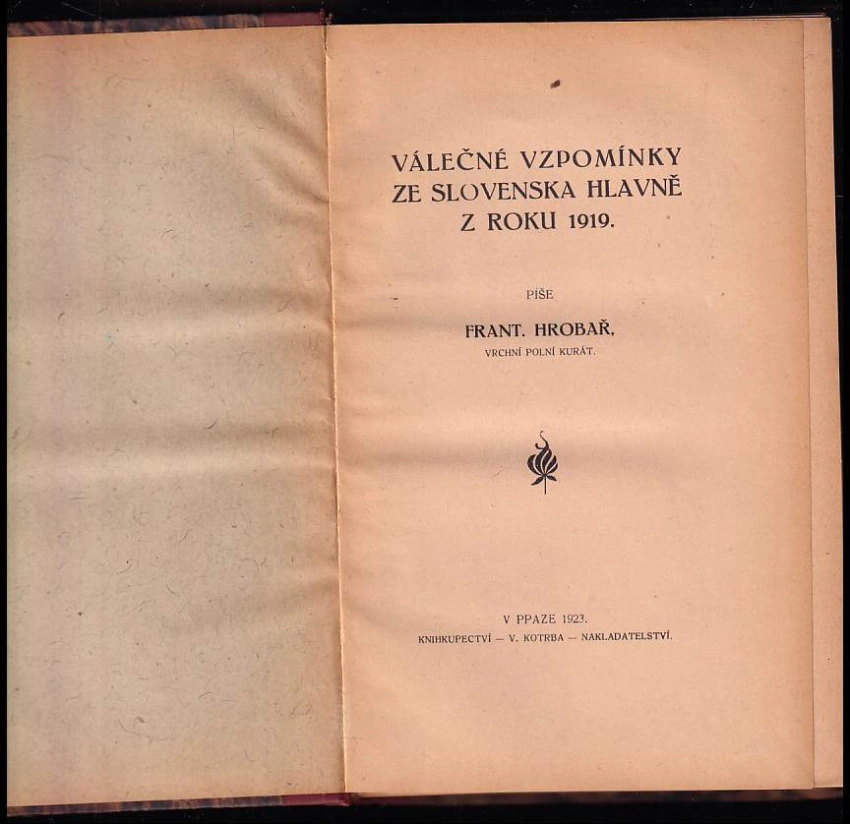 VÁLEČNÉ VZPOMÍNKY
ZE SLOVENSKA HLAVNĚ
Z ROKU 1919.
PÍŠE
FRANT. HROBAŘ,
VRCHNÍ POLNÍ KURÁT.
V PPAZE 1923.
KNIHKUPECTVÍ — V. KOTRBA — NAKLADATELSTVÍ.